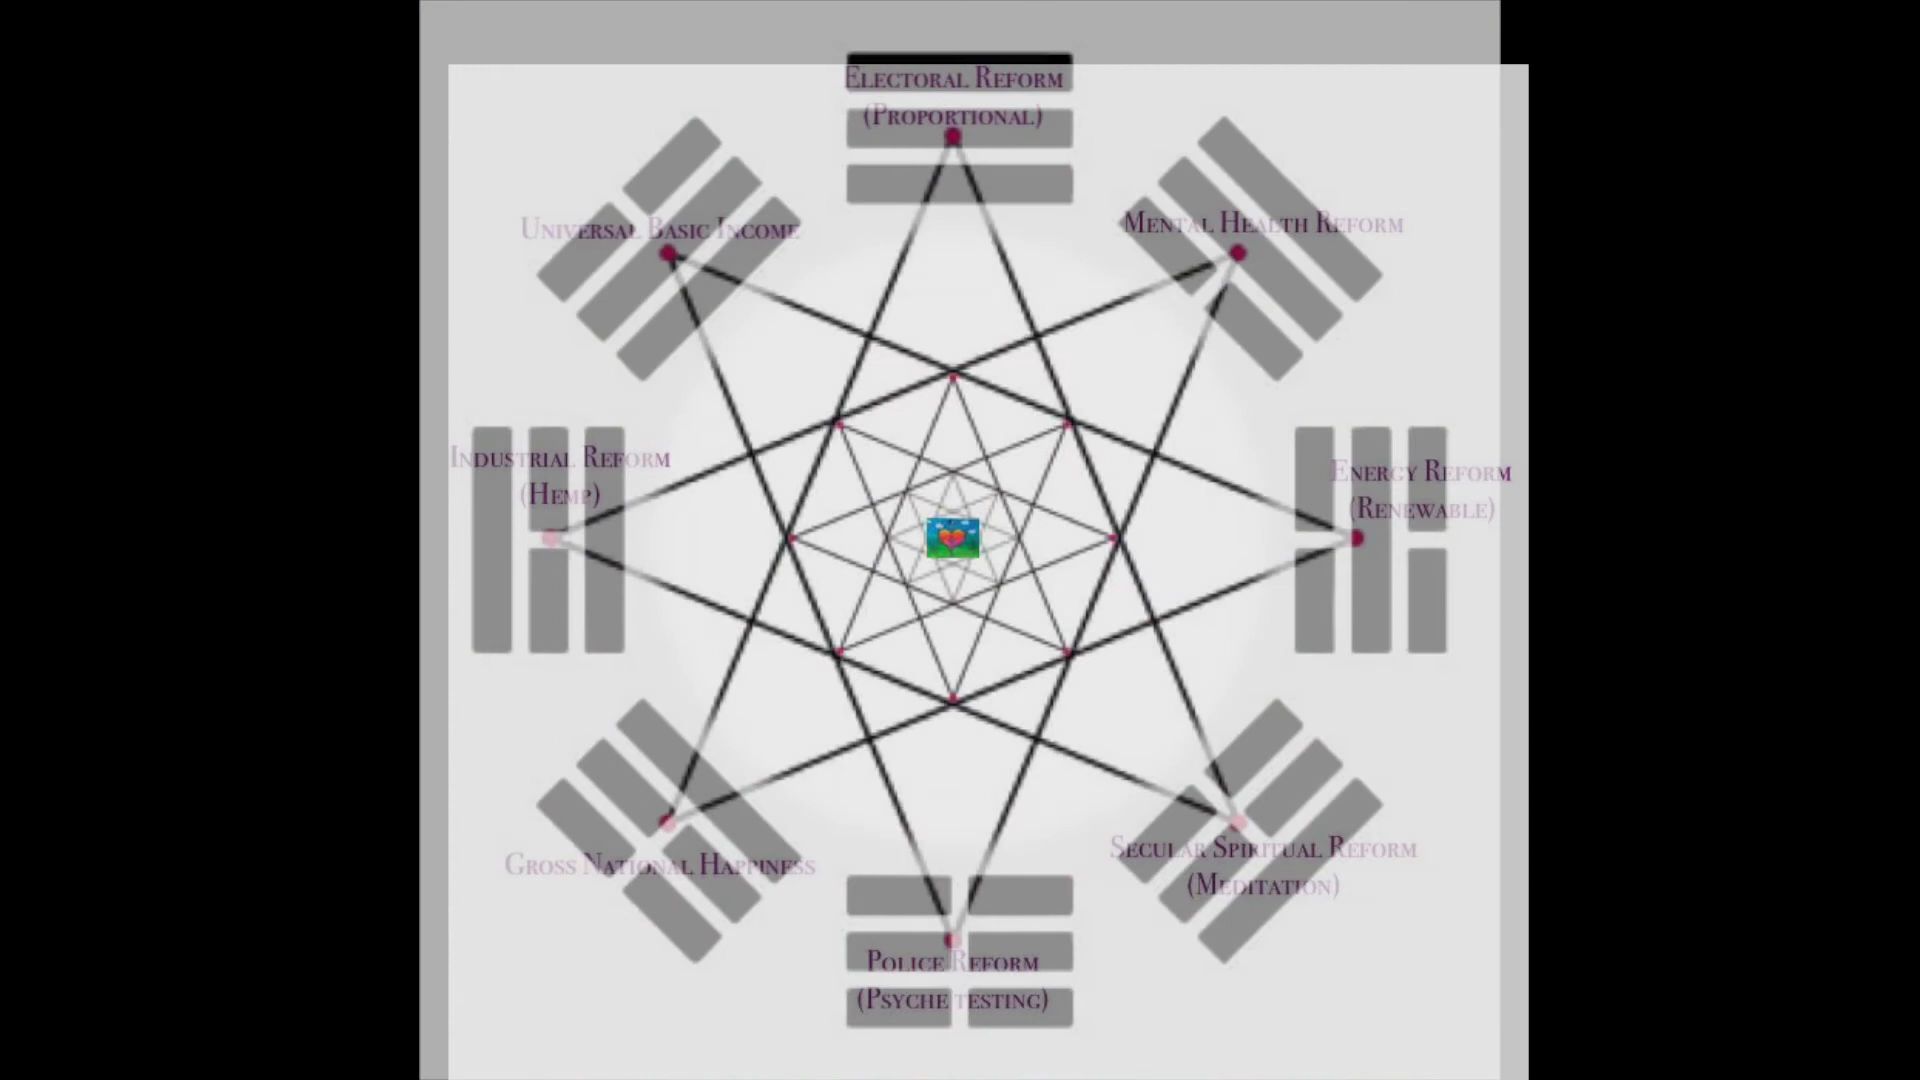 Electoral Reform
(Proportional)
Universal Basic Income
Mental Health Reform
Industrial Reform
(Hemp)
Energy Reform
(Renewable)
Gross National Happiness
Secular Spiritual Reform
(Meditation)
Police Reform
(Psyche testing)